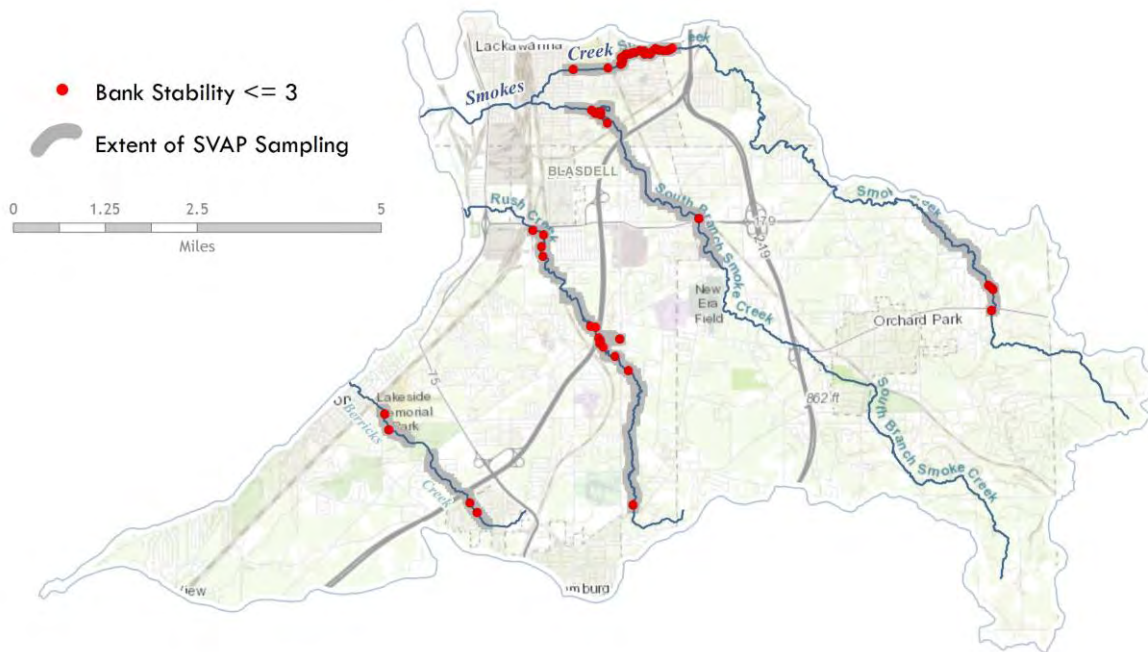 Lackawanna
Creek
Creek
Smokes
Bank Stability <= 3
Extent of SVAP Sampling
BLASDELL
0 1.25 2.5 5
Miles
Rush Creek
South Branch Smoke Creek
179
219
Creek
New
Era
Field
Orchard Park
75
862 ft
Lakeside
Park
Berricks
Creek
South Branch Smoke Creek